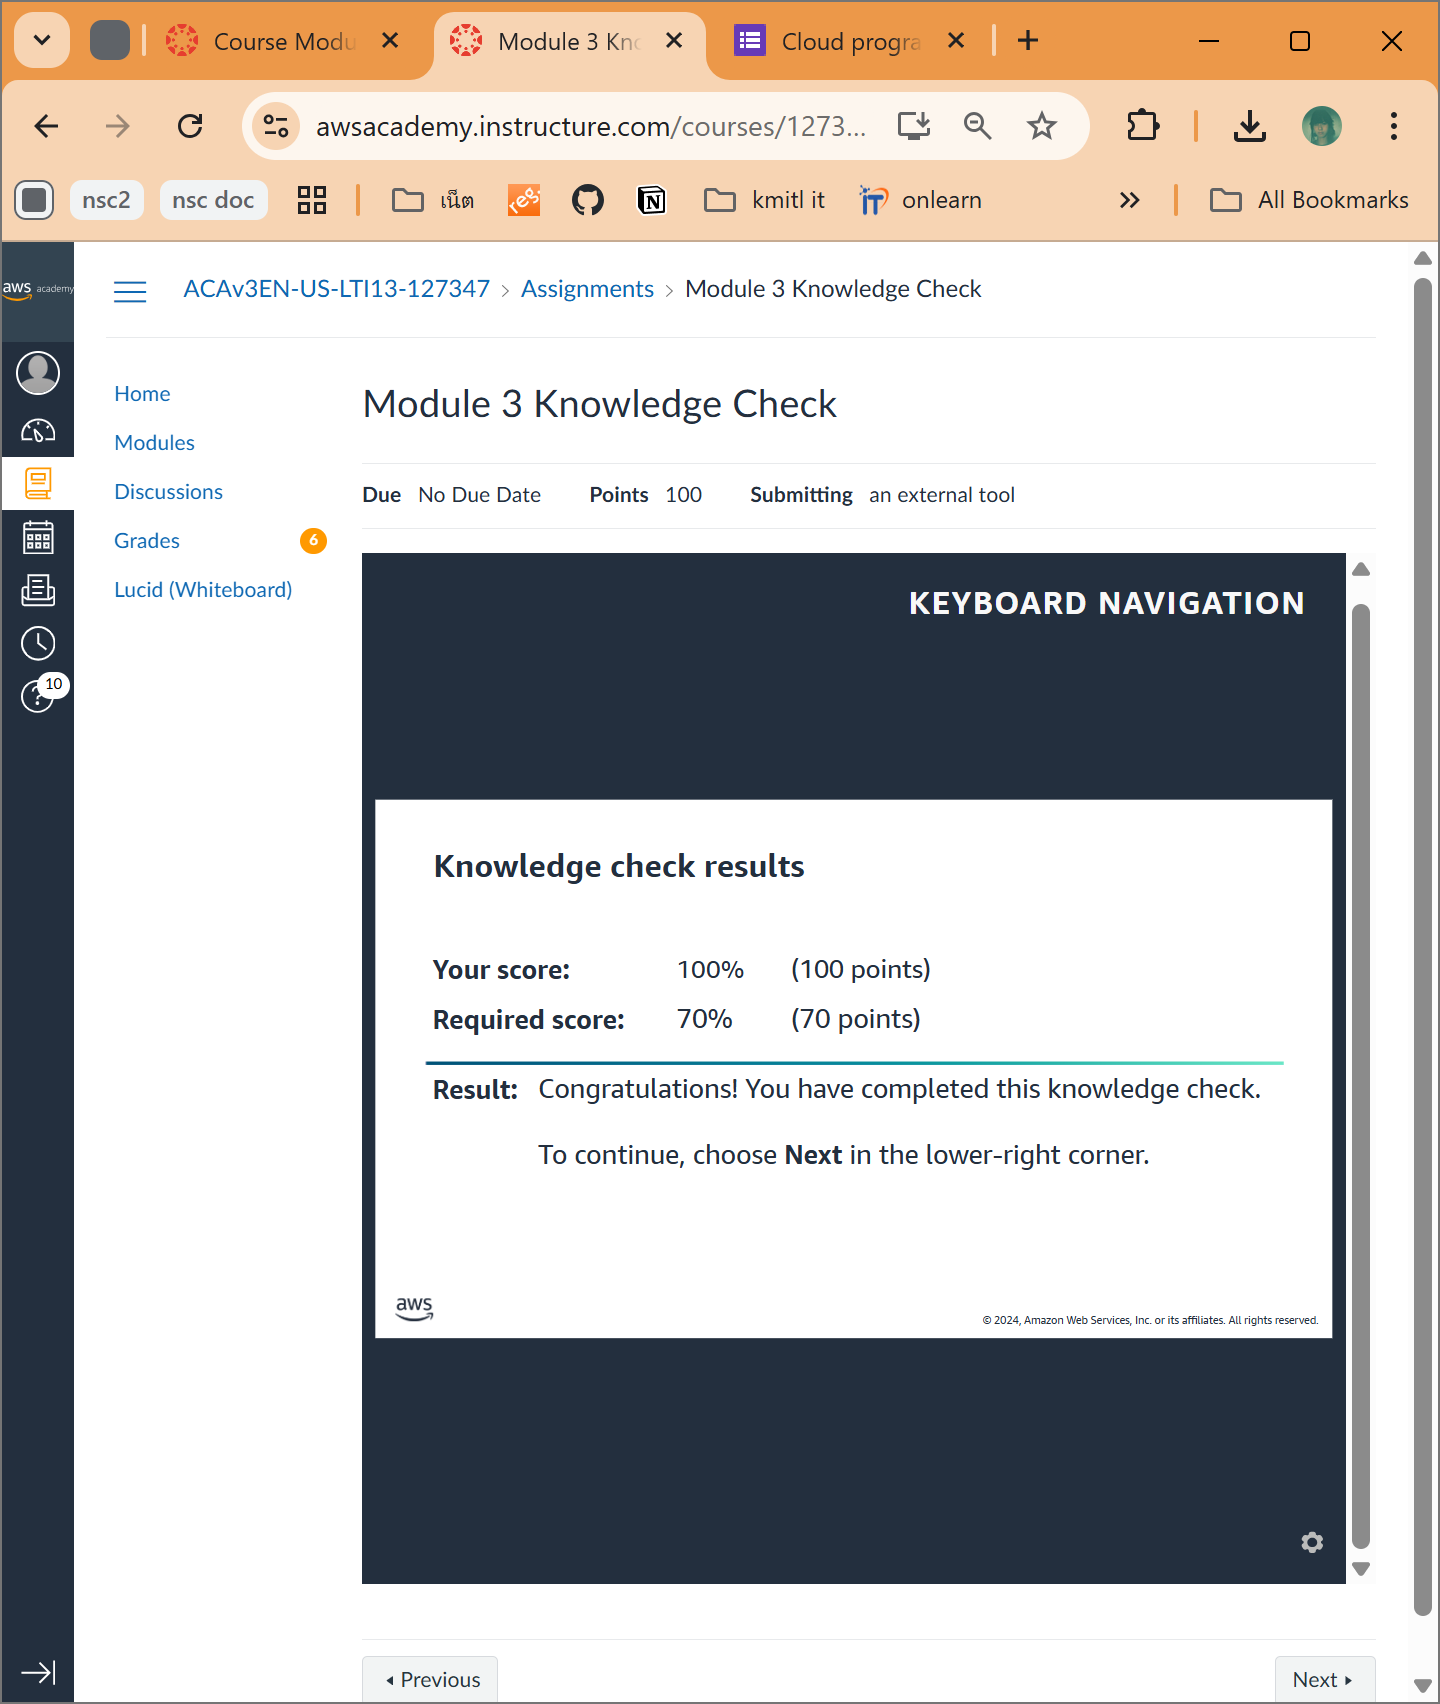 Course Modu
Module 3 Kno
Cloud progra
awsacademy.instructure.com/courses/1273...
nsc2
nsc doc
เน็ต
reg.
kmitl it
onlearn
All Bookmarks
aws academy
ACAv3EN-US-LTI13-127347 > Assignments > Module 3 Knowledge Check
Home
Modules
Discussions
Grades 6
Lucid (Whiteboard)
10
Module 3 Knowledge Check
Due No Due Date Points 100 Submitting an external tool
KEYBOARD NAVIGATION
Knowledge check results
Your score: 100% (100 points)
Required score: 70% (70 points)
Result: Congratulations! You have completed this knowledge check.
To continue, choose Next in the lower-right corner.
aws
© 2024, Amazon Web Services, Inc. or its affiliates. All rights reserved.
Previous
Next